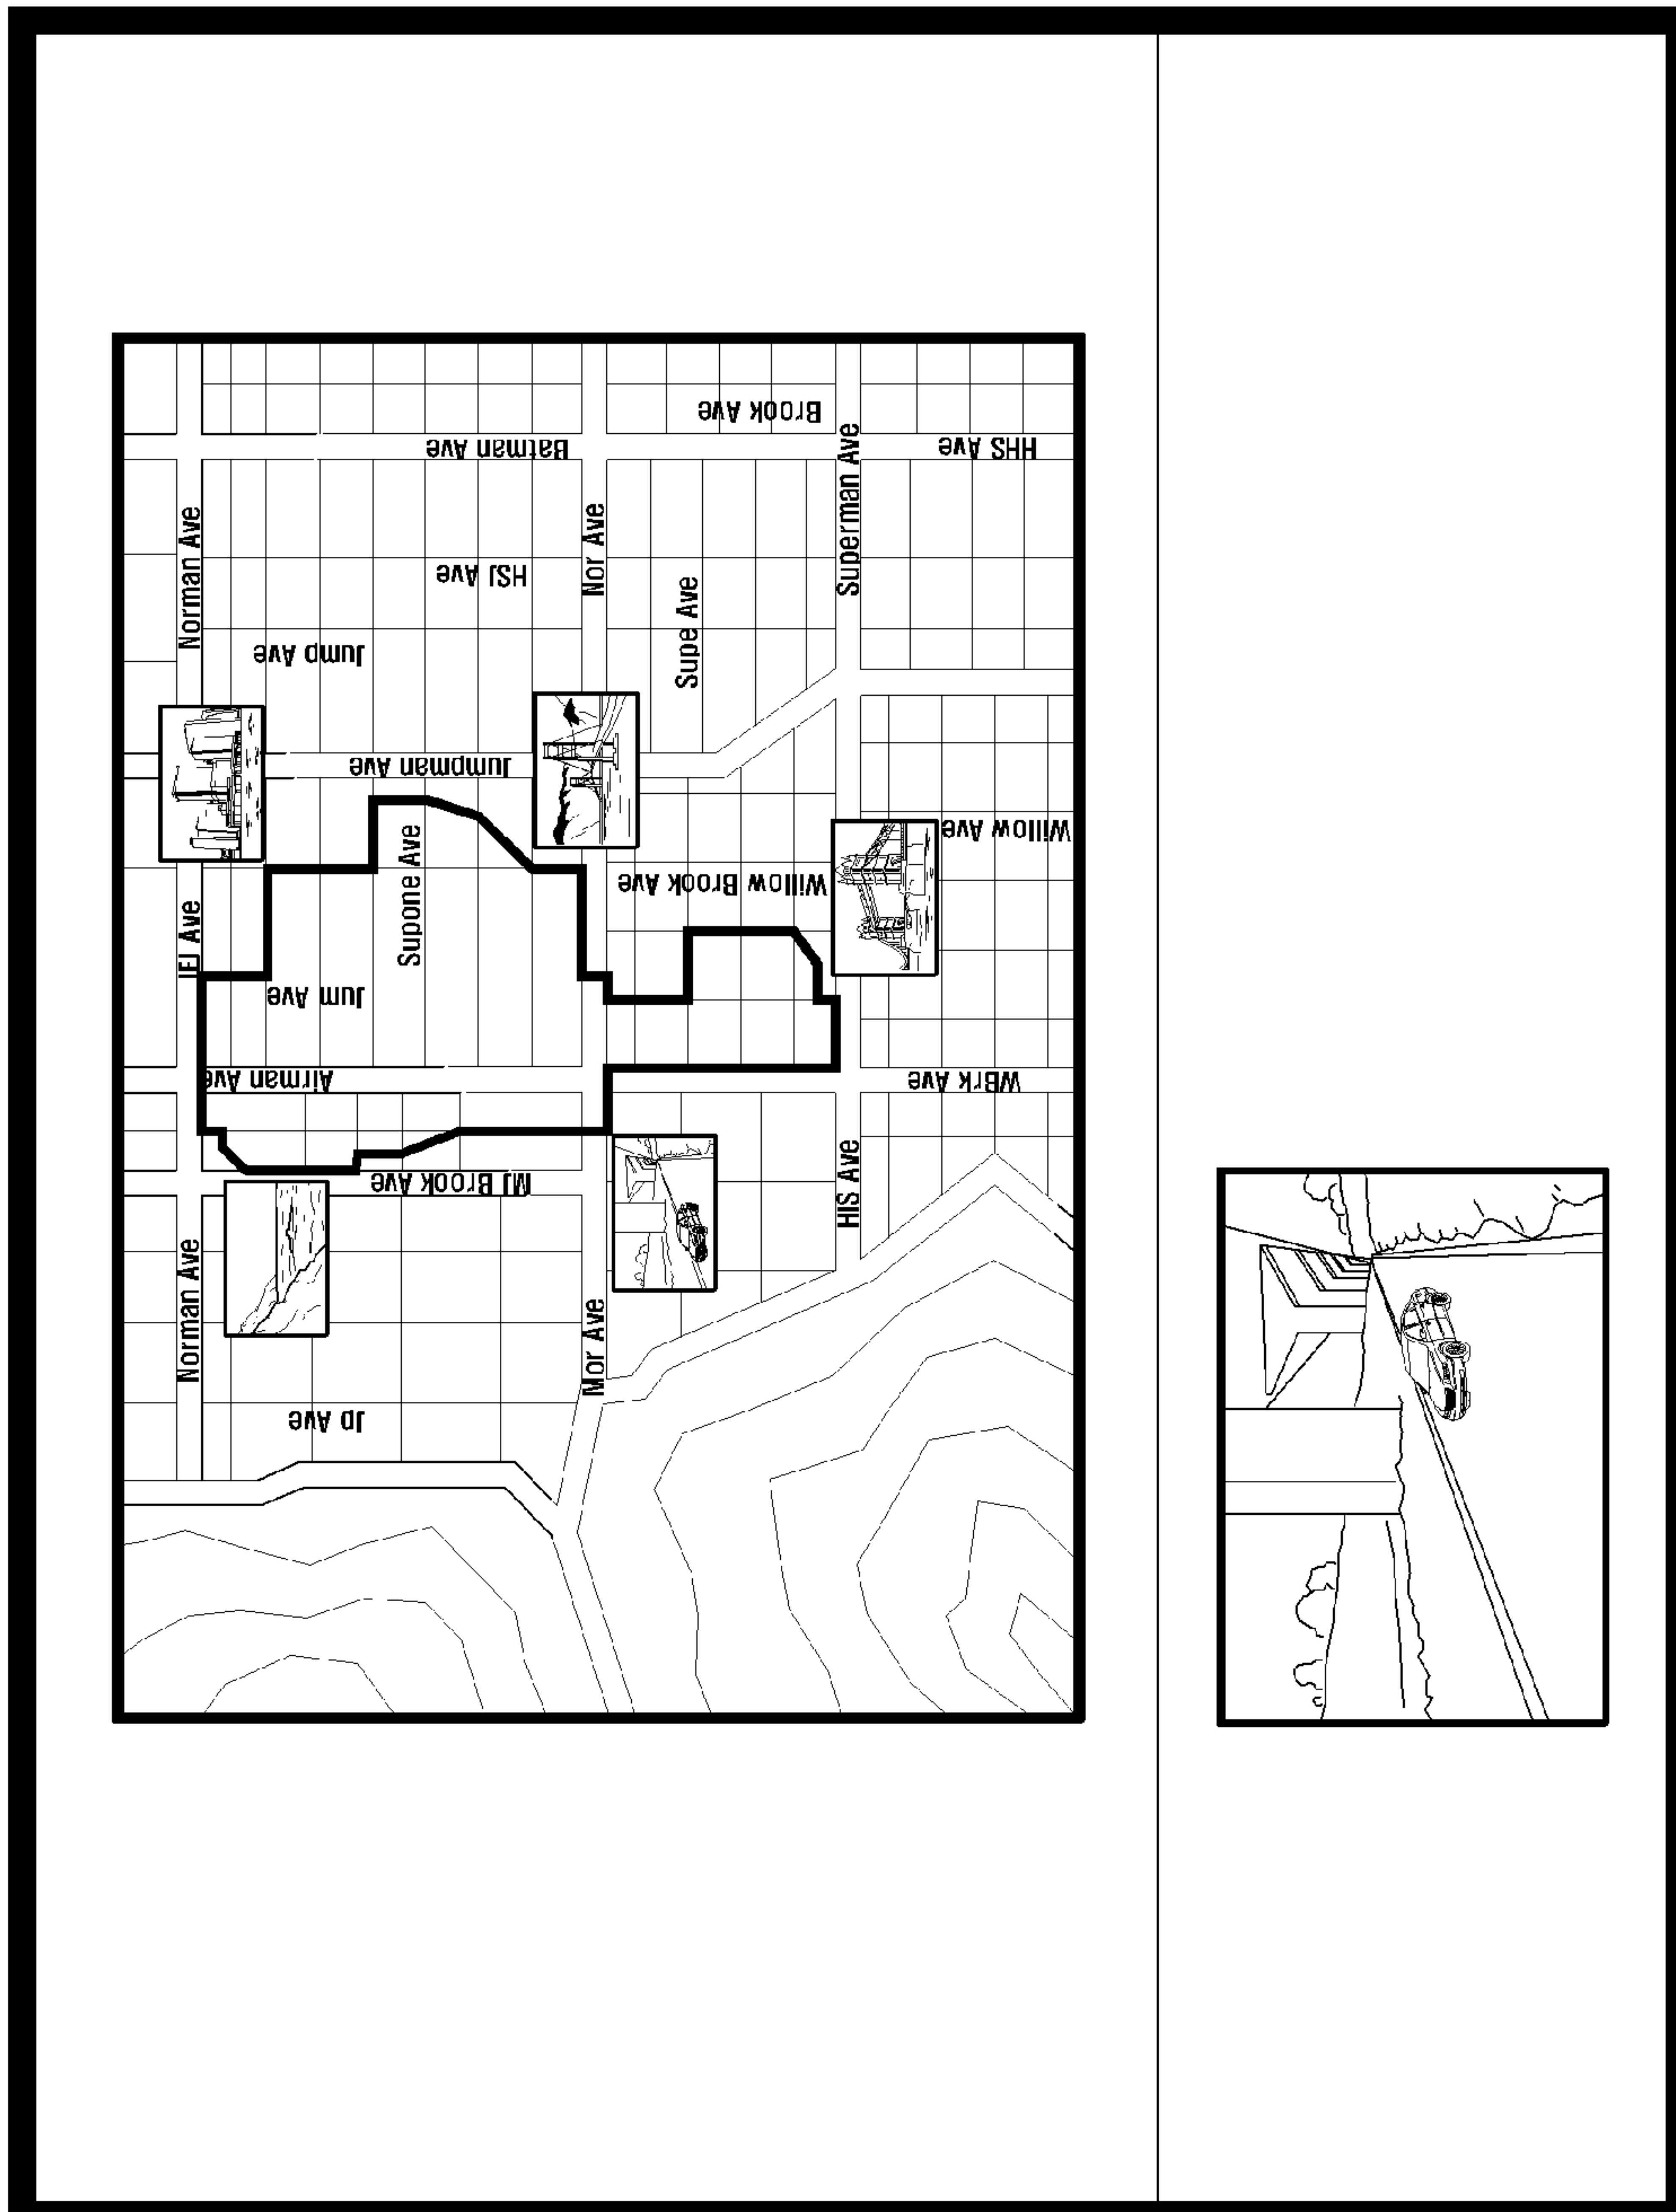 Norman Ave
IEJ Ave
Norman Ave
Jp Ave
Airman Ave
Jum Ave
Jump Ave
MJ Brook Ave
Supone Ave
Jumpman Ave
HSJ Ave
Batman Ave
Mor Ave
Nor Ave
Willow Brook Ave
Supe Ave
Brook Ave
HIS Ave
Superman Ave
WBrk Ave
Willow Ave
HHS Ave